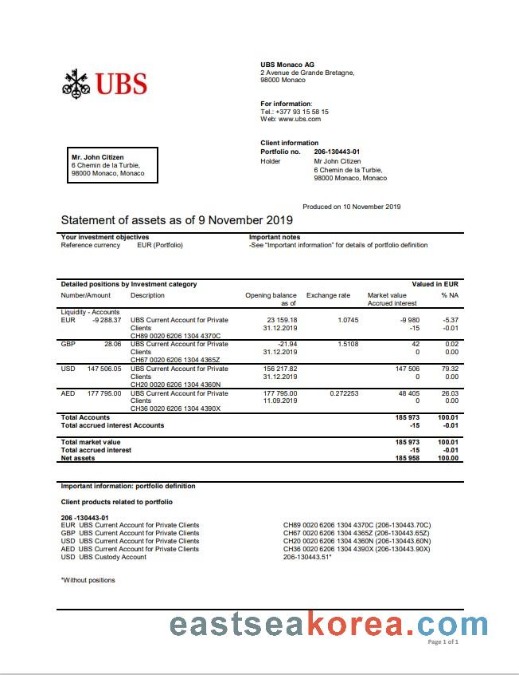 UBS
UBS Monaco AG
2 Avenue de Grande Bretagne,
98000 Monaco
For information:
Tel.: +377 93 15 58 15
Web: www.ubs.com
Client information
Portfolio no. 206-130443-01
Holder Mr John Citizen
6 Chemin de la Turbie,
98000 Monaco, Monaco
Mr. John Citizen
6 Chemin de la Turbie,
98000 Monaco, Monaco
Produced on 10 November 2019
Statement of assets as of 9 November 2019
Your investment objectives Important notes
Reference currency EUR (Portfolio) -See "Important information" for details of portfolio definition
Detailed positions by Investment category Valued in EUR
Number/Amount Description Opening balance Exchange rate Market value % NA
as of Accrued interest
Liquidity - Accounts
EUR -9 288.37 UBS Current Account for Private 23 159.18 1.0745 -9 980 -5.37
Clients 31.12.2019 -15 -0.01
CH89 0020 6206 1304 4370C
GBP 28.06 UBS Current Account for Private -21.94 1.5108 42 0.02
Clients 31.12.2019 0 0.00
CH67 0020 6206 1304 4365Z
USD 147 506.05 UBS Current Account for Private 156 217.82 147 506 79.32
Clients 31.12.2019 0 0.00
CH20 0020 6206 1304 4360N
AED 177 795.00 UBS Current Account for Private 177 795.00 0.272253 48 405 26.03
Clients 11.09.2019 0 0.00
CH36 0020 6206 1304 4390X
Total Accounts 185 973 100.01
Total accrued interest Accounts -15 -0.01
Total market value 185 973 100.01
Total accrued interest -15 -0.01
Net assets 185 958 100.00
Important information: portfolio definition
Client products related to portfolio
206 -130443-01
EUR UBS Current Account for Private Clients CH89 0020 6206 1304 4370C (206-130443.70C)
GBP UBS Current Account for Private Clients CH67 0020 6206 1304 4365Z (206-130443.65Z)
USD UBS Current Account for Private Clients CH20 0020 6206 1304 4360N (206-130443.60N)
AED UBS Current Account for Private Clients CH36 0020 6206 1304 4390X (206-130443.90X)
USD UBS Custody Account 206-130443.51*
*Without positions
eastseakorea.com
Page 1 of 1